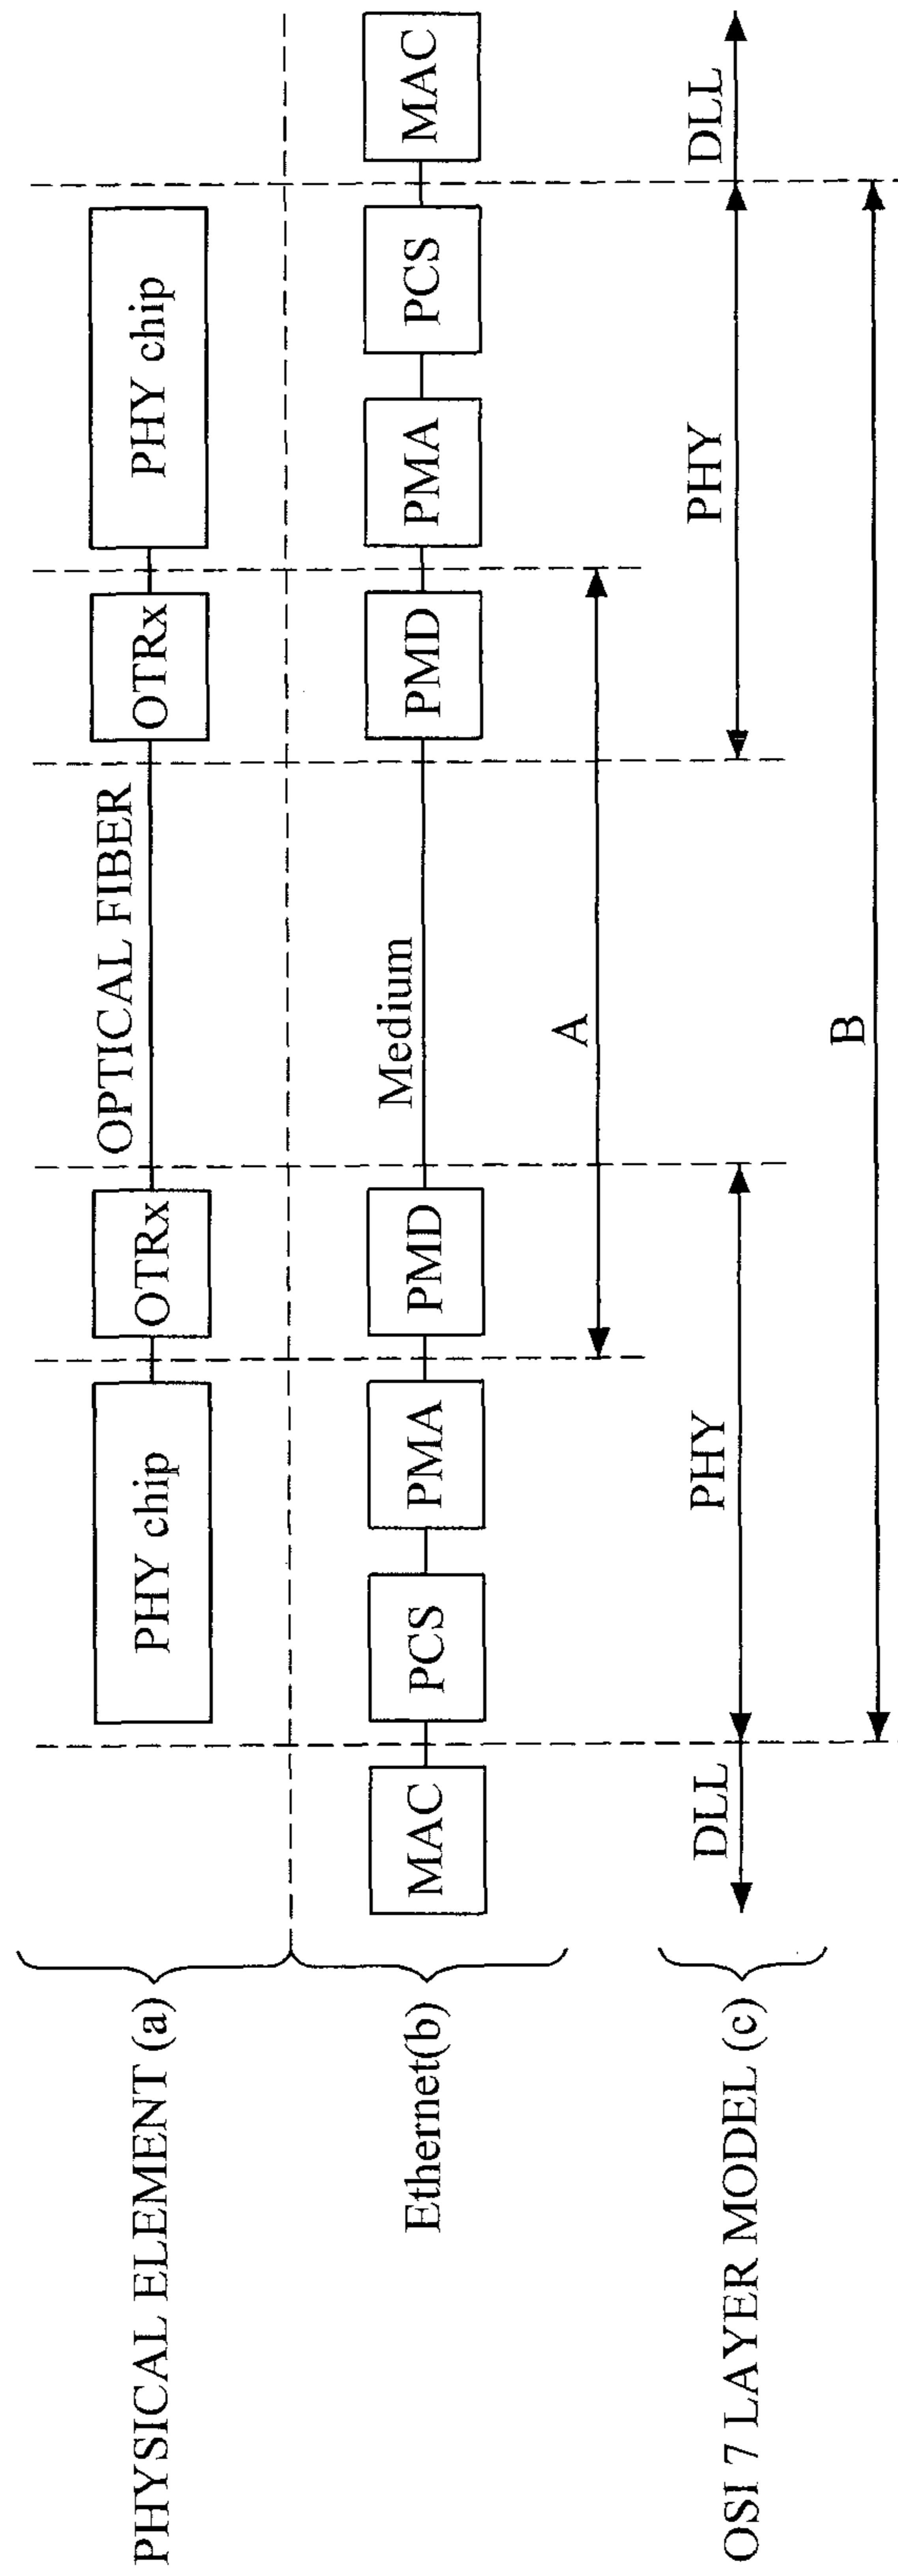 PHYSICAL ELEMENT (a)
PHY chip
OTRx
OPTICAL FIBER
OTRx
PHY chip
Ethernet(b)
MAC
PCS
PMA
PMD
Medium
PMD
PMA
PCS
MAC
A
OSI 7 LAYER MODEL (c)
DLL
PHY
PHY
DLL
B